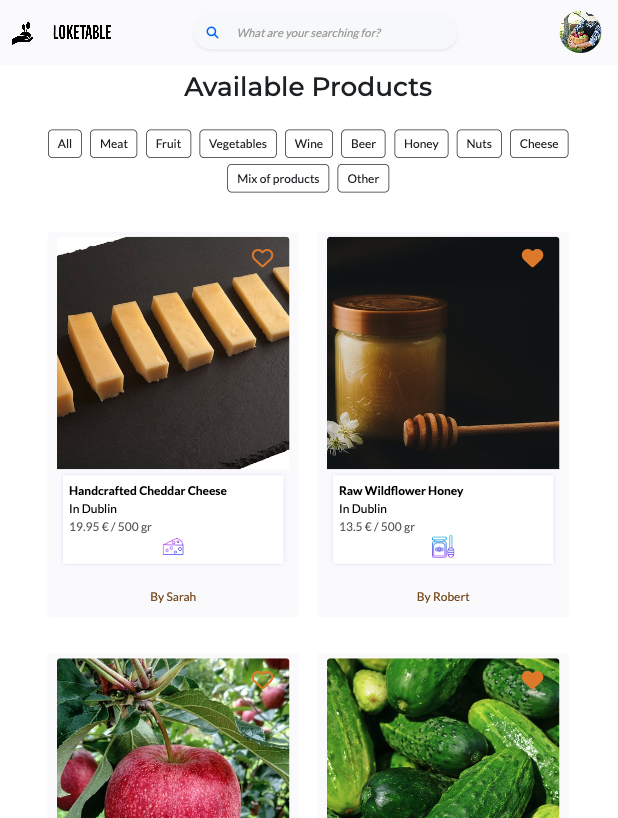 LOKETABLE
What are your searching for?
Available Products
All Meat Fruit Vegetables Wine Beer Honey Nuts Cheese
Mix of products Other
Handcrafted Cheddar Cheese
In Dublin
19.95 € / 500 gr
By Sarah
Raw Wildflower Honey
In Dublin
13.5 € / 500 gr
By Robert